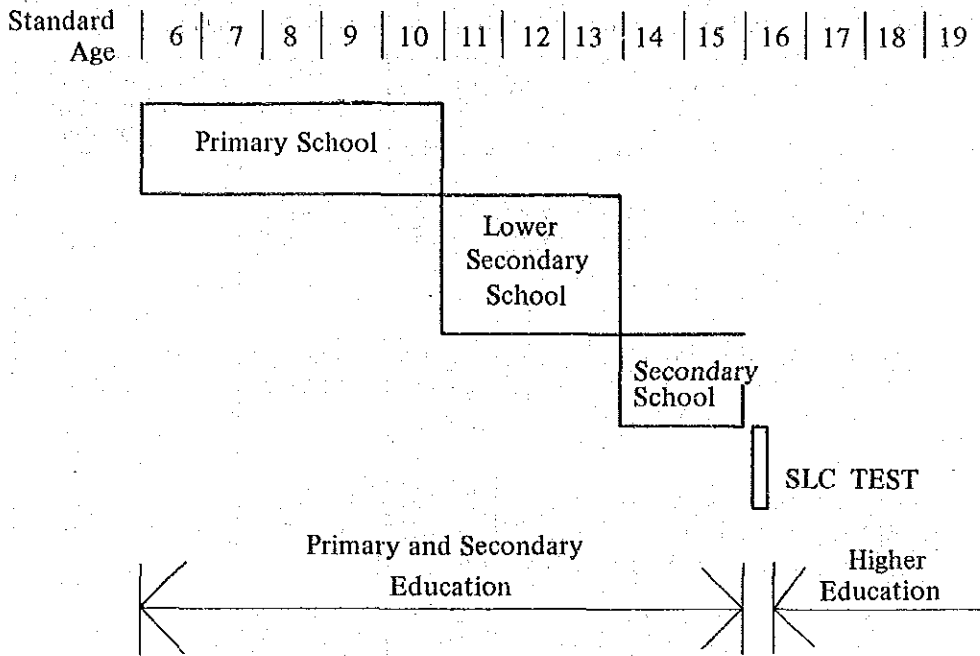 Standard Age 6 7 8 9 10 11 12 13 14 15 16 17 18 19
Primary School
Lower
Secondary
School
Secondary
School
SLC TEST
Primary and Secondary
Education
Higher
Education